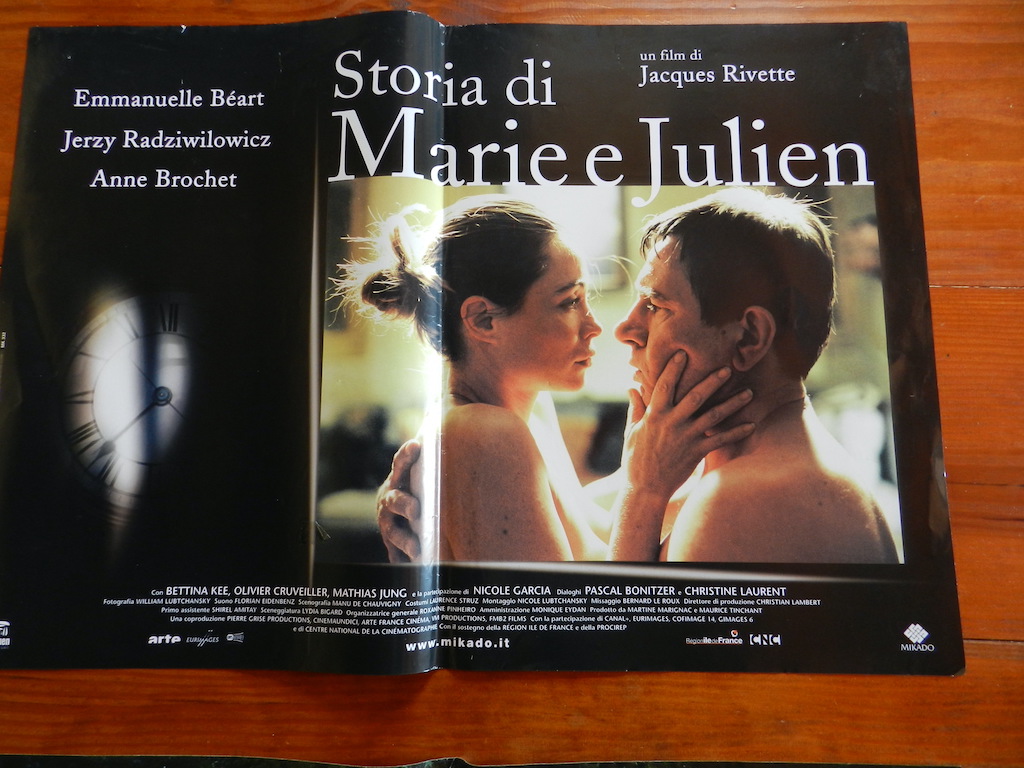 Emmanuelle Béart
Jerzy Radziwilowicz
Anne Brochet
un film di
Jacques Rivette
Storia di
Marie e Julien
Con BETTINA KEE, OLIVIER CRUVEILLER, MATHIAS JUNG e la partecipazione di NICOLE GARCIA Dialoghi PASCAL BONITZER e CHRISTINE LAURENT
Fotografia WILLIAM LUBTCHANSKY Suono FLORIAN EIDENBENZ Scenografia MANU DE CHAUVIGNY Costumi LAURENCE STRUZ Montaggio NICOLE LUBTCHANSKY Missaggio BERNARD LE ROUX Direttore di produzione CHRISTIAN LAMBERT
Primo assistente SHIREL AMITAY Sceneggiatura LYDIA BIGARD Organizzatrice generale ROXANNE PINHEIRO Amministrazione MONIQUE EYDAN Prodotto da MARTINE MARIGNAC e MAURICE TINCHANT
Una coproduzione PIERRE GRISE PRODUCTIONS, CINEMAUNDICI, ARTE FRANCE CINÉMA, VM PRODUCTIONS, FMB2 FILMS Con la partecipazione di CANAL+, EURIMAGES, COFIMAGE 14, GIMAGES 6
e di CENTRE NATIONAL DE LA CINÉMATOGRAPHIE Con il sostegno della RÉGION ILE DE FRANCE e della PROCIREP
arte EURIMAGES
www.mikado.it
RégionîledeFrance CNC
MIKADO